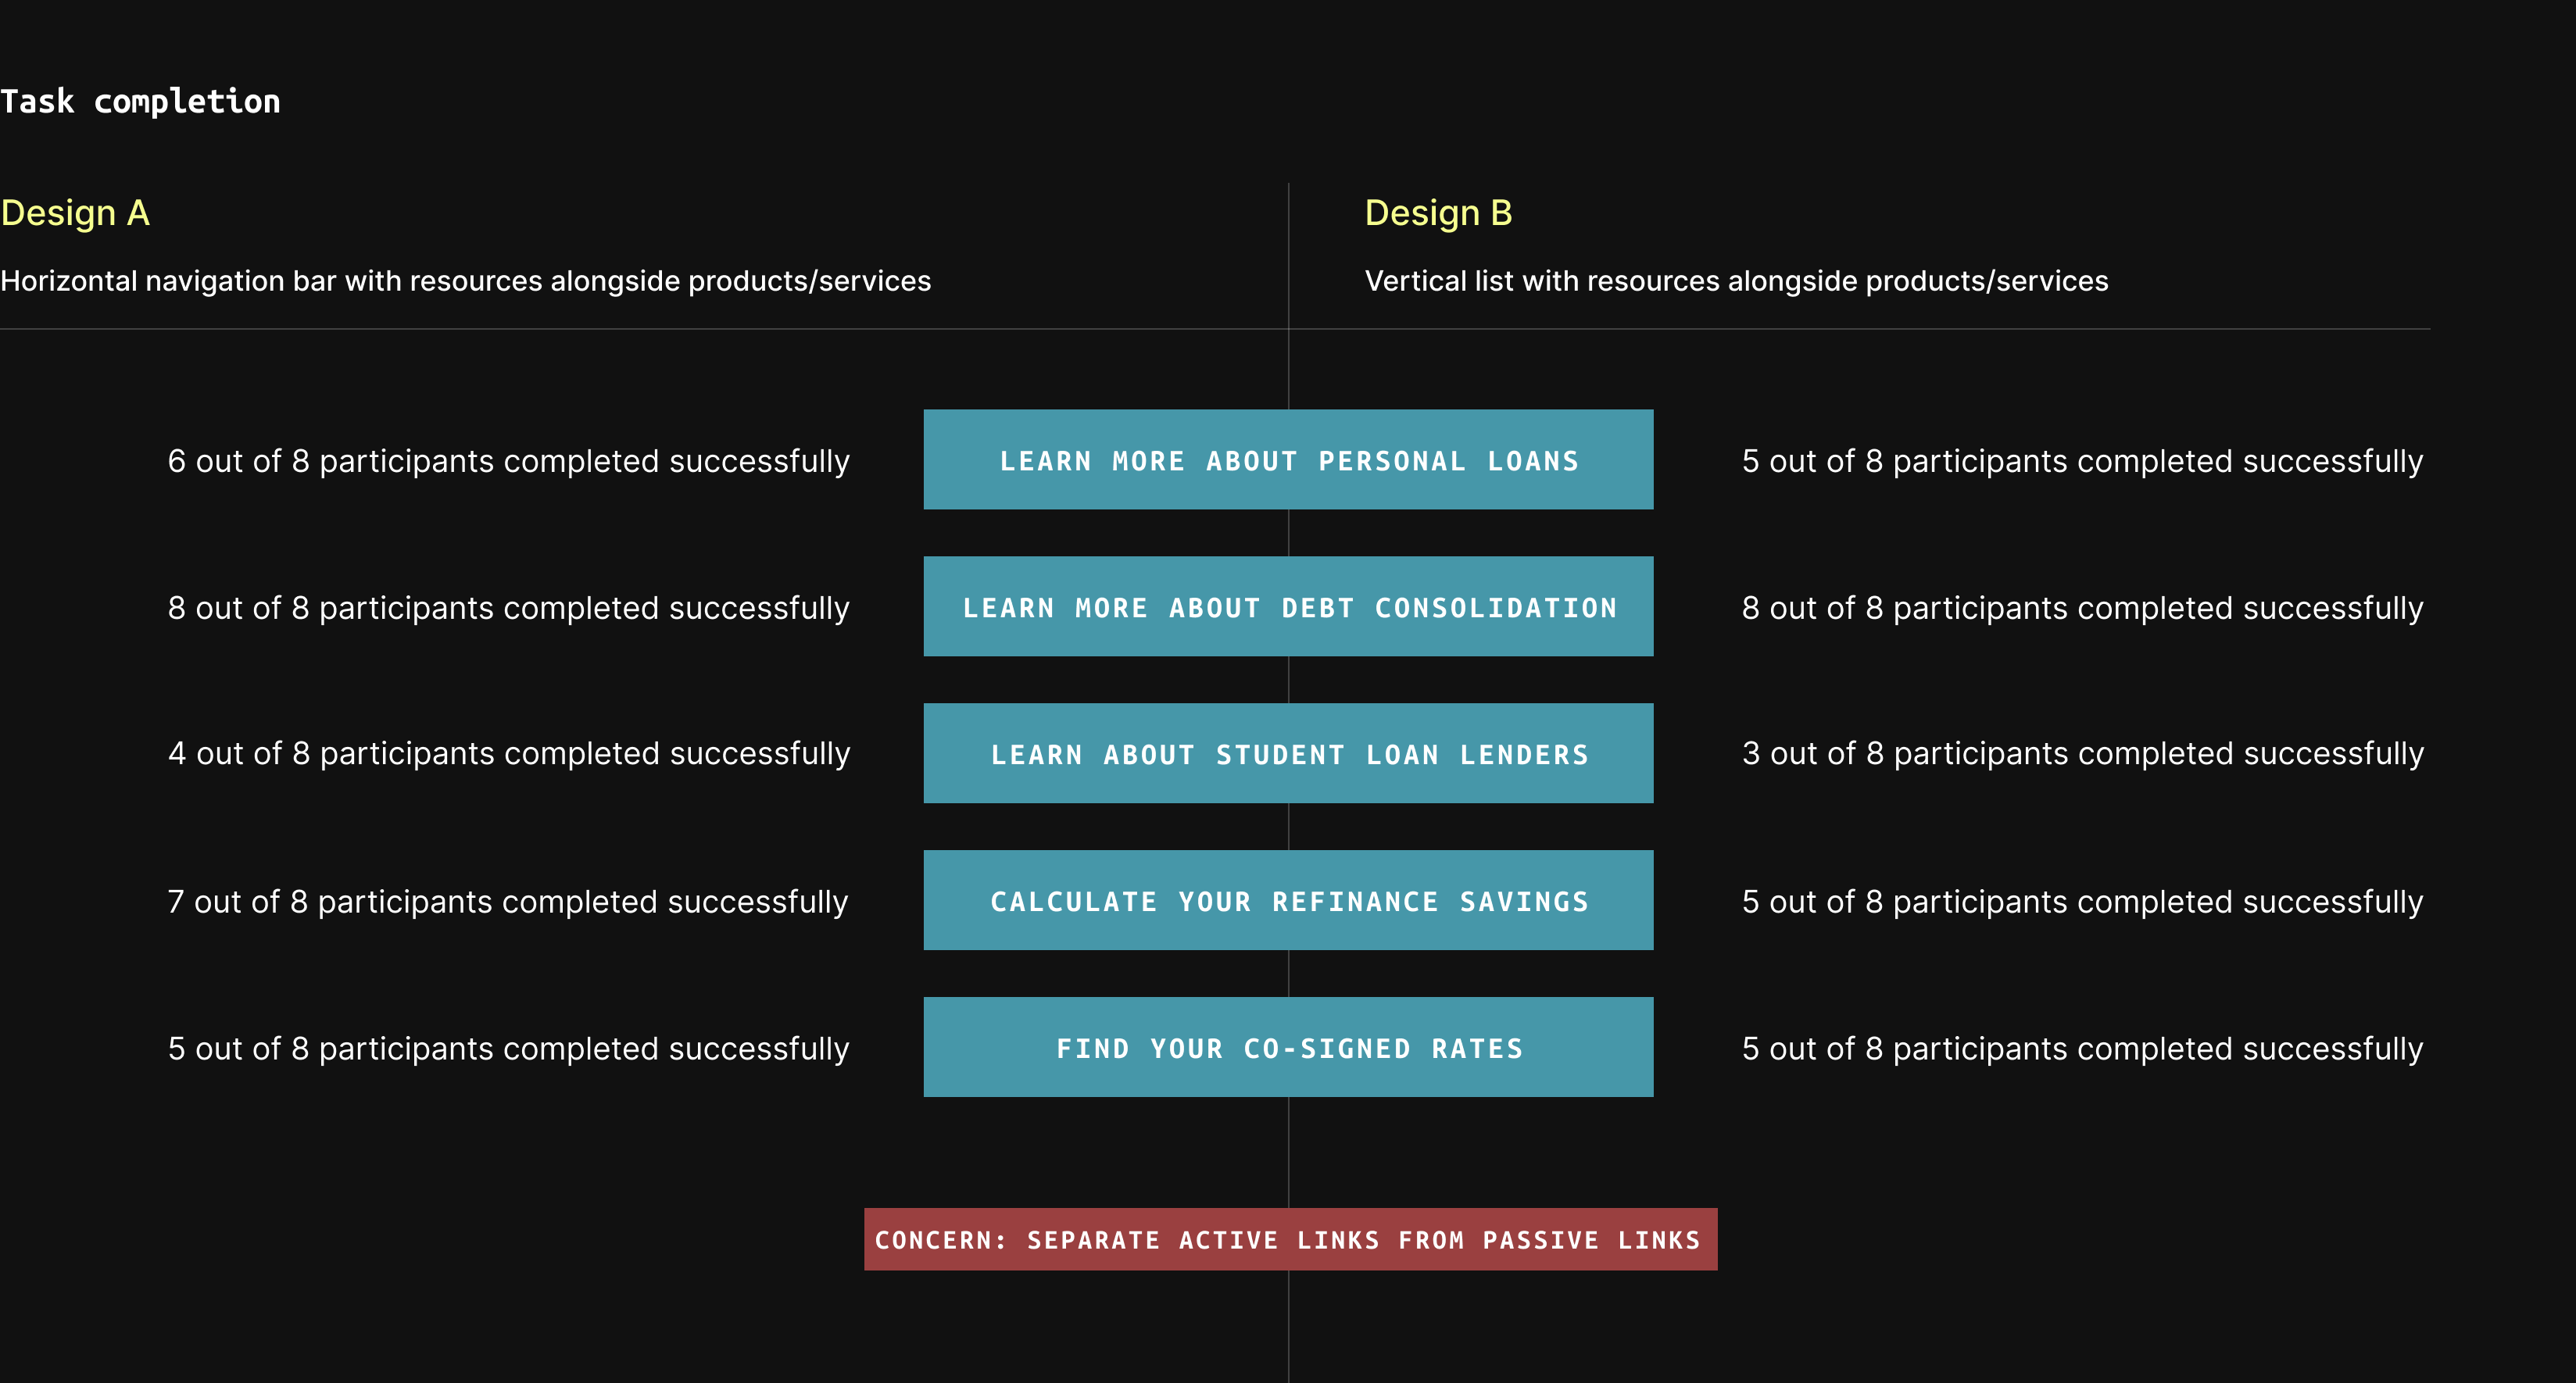 Task completion
Design A
Horizontal navigation bar with resources alongside products/services
Design B
Vertical list with resources alongside products/services
6 out of 8 participants completed successfully
LEARN MORE ABOUT PERSONAL LOANS
5 out of 8 participants completed successfully
8 out of 8 participants completed successfully
LEARN MORE ABOUT DEBT CONSOLIDATION
8 out of 8 participants completed successfully
4 out of 8 participants completed successfully
LEARN ABOUT STUDENT LOAN LENDERS
3 out of 8 participants completed successfully
7 out of 8 participants completed successfully
CALCULATE YOUR REFINANCE SAVINGS
5 out of 8 participants completed successfully
5 out of 8 participants completed successfully
FIND YOUR CO-SIGNED RATES
5 out of 8 participants completed successfully
CONCERN: SEPARATE ACTIVE LINKS FROM PASSIVE LINKS